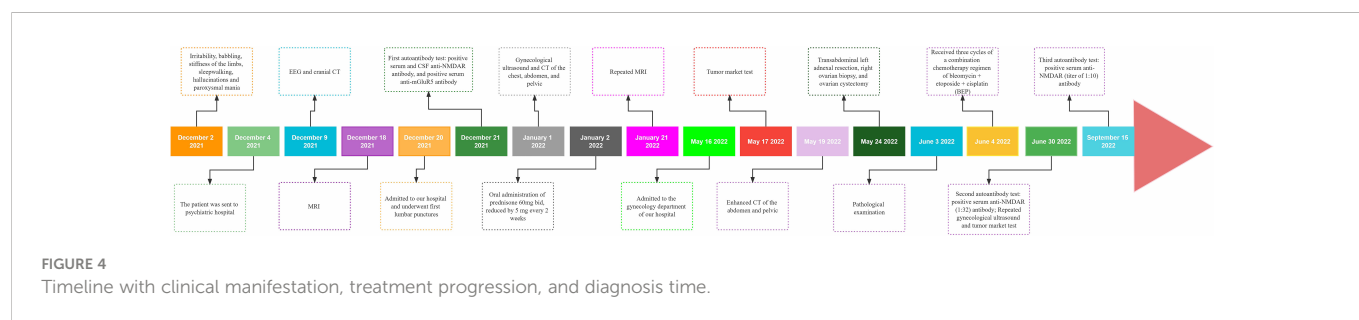 Irritability, babbling,
stiffness of the limbs,
sleepwalking,
hallucinations and
paroxysmal mania
EEG and cranial CT
First autoantibody test: positive
serum and CSF anti-NMDAR
antibody, and positive serum
anti-mGluR5 antibody
Gynecological
ultrasound and CT of the
chest, abdomen, and
pelvic
Repeated MRI
Tumor market test
Transabdominal left
adnexal resection, right
ovarian biopsy, and
ovarian cystectomy
Received three cycles of
a combination
chemotherapy regimen
of bleomycin +
etoposide + cisplatin
(BEP)
Third autoantibody test:
positive serum anti-
NMDAR (titer of 1:10)
antibody
December 2
2021
December 4
2021
December 9
2021
December 18
2021
December 20
2021
December 21
2021
January 1
2022
January 2
2022
January 21
2022
May 16 2022
May 17 2022
May 19 2022
May 24 2022
June 3 2022
June 4 2022
June 30 2022
September 15
2022
The patient was sent to
psychiatric hospital
MRI
Admitted to our hospital
and underwent first
lumbar punctures
Oral administration of
prednisone 60mg bid,
reduced by 5 mg every 2
weeks
Admitted to the
gynecology department
of our hospital
Enhanced CT of the
abdomen and pelvic
Pathological
examination
Second autoantibody test:
positive serum anti-NMDAR
(1:32) antibody; Repeated
gynecological ultrasound
and tumor market test
FIGURE 4
Timeline with clinical manifestation, treatment progression, and diagnosis time.